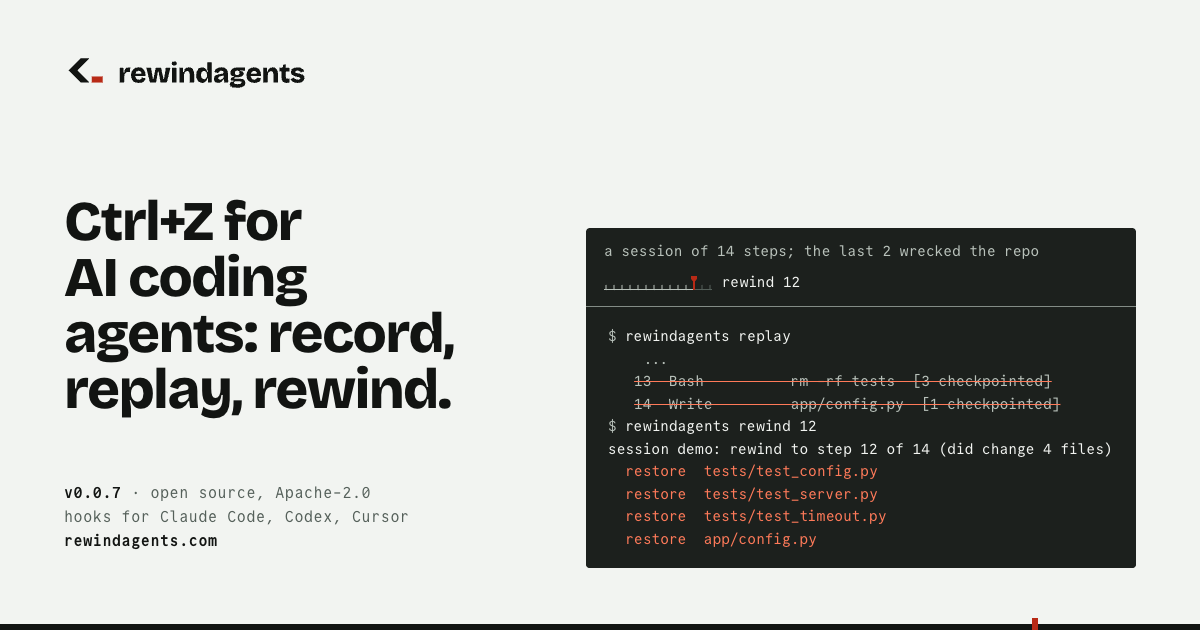 rewindagents
Ctrl+Z for
AI coding
agents: record,
replay, rewind.
v0.0.7 · open source, Apache-2.0
hooks for Claude Code, Codex, Cursor
rewindagents.com
a session of 14 steps; the last 2 wrecked the repo
rewind 12
$ rewindagents replay
...
13 Bash rm -rf tests [3 checkpointed]
14 Write app/config.py [1 checkpointed]
$ rewindagents rewind 12
session demo: rewind to step 12 of 14 (did change 4 files)
restore tests/test_config.py
restore tests/test_server.py
restore tests/test_timeout.py
restore app/config.py